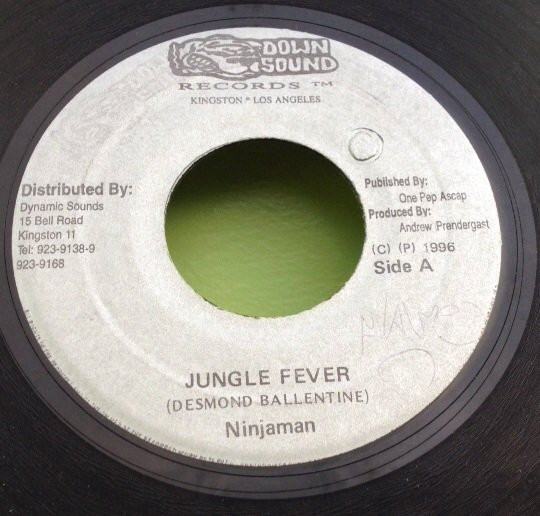 DOWN
SOUND
RECORDS ™
KINGSTON * LOS ANGELES
Distributed By:
Dynamic Sounds
15 Bell Road
Kingston 11
Tel: 923-9138-9
923-9168
Published By:
One Pep Ascap
Produced By:
Andrew Prendergast
(C) (P) 1996
Side A
JUNGLE FEVER
(DESMOND BALLENTINE)
Ninjaman